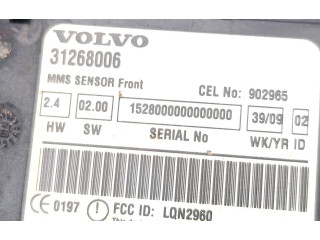 VOLVO
31268006
MMS SENSOR Front CEL No: 902965
2.4 02.00 1528000000000000 39/09 02
HW SW SERIAL No WK/YR ID
CE 0197 ! FCC ID: LQN2960